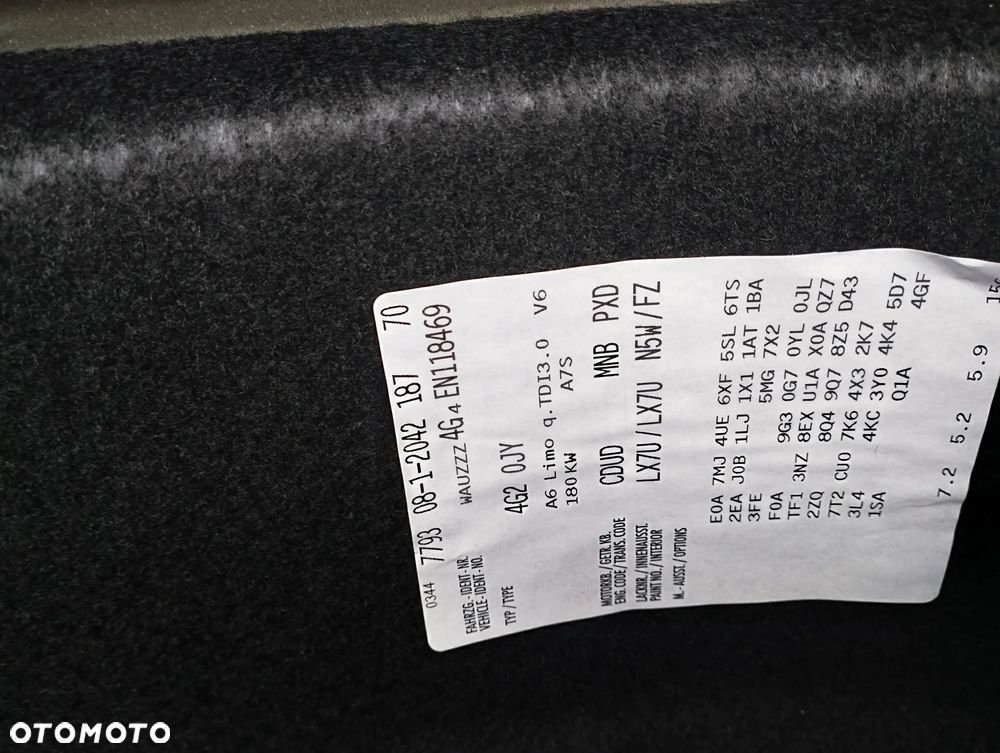 0344 7793 08-1-2042 187 70
FAHRZG.-IDENT-NR.
VEHICLE-IDENT-NO.
WAUZZZ 4G4 EN118469
TYP / TYPE
4G2 0JY
A6 Limo q.TDI3.0 V6
180KW A7S
MOTORKB. / GETR. KB.
ENG.CODE / TRANS. CODE
CDUD MNB PXD
LACKNR. / INNENAUSST.
PAINT NO. / INTERIOR
LX7U / LX7U N5W / FZ
M.-AUSST. / OPTIONS
E0A 7MJ 4UE 6XF 5SL 6TS
2EA J0B 1LJ 1X1 1AT 1BA
3FE 5MG 7X2
F0A 9G3 0G7 0YL 0JL
TF1 3NZ 8EX U1A X0A QZ7
2ZQ 8Q4 9Q7 8Z5 D43
7T2 CU0 7K6 4X3 2K7
3L4 4KC 3Y0 4K4 5D7
1SA Q1A 4GF
7.2 5.2 5.9
OTOMOTO